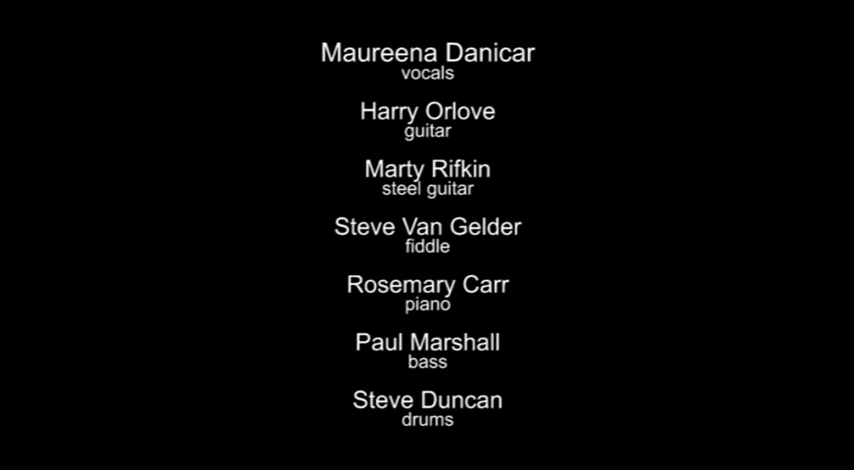 Maureena Danicar
vocals
Harry Orlove
guitar
Marty Rifkin
steel guitar
Steve Van Gelder
fiddle
Rosemary Carr
piano
Paul Marshall
bass
Steve Duncan
drums